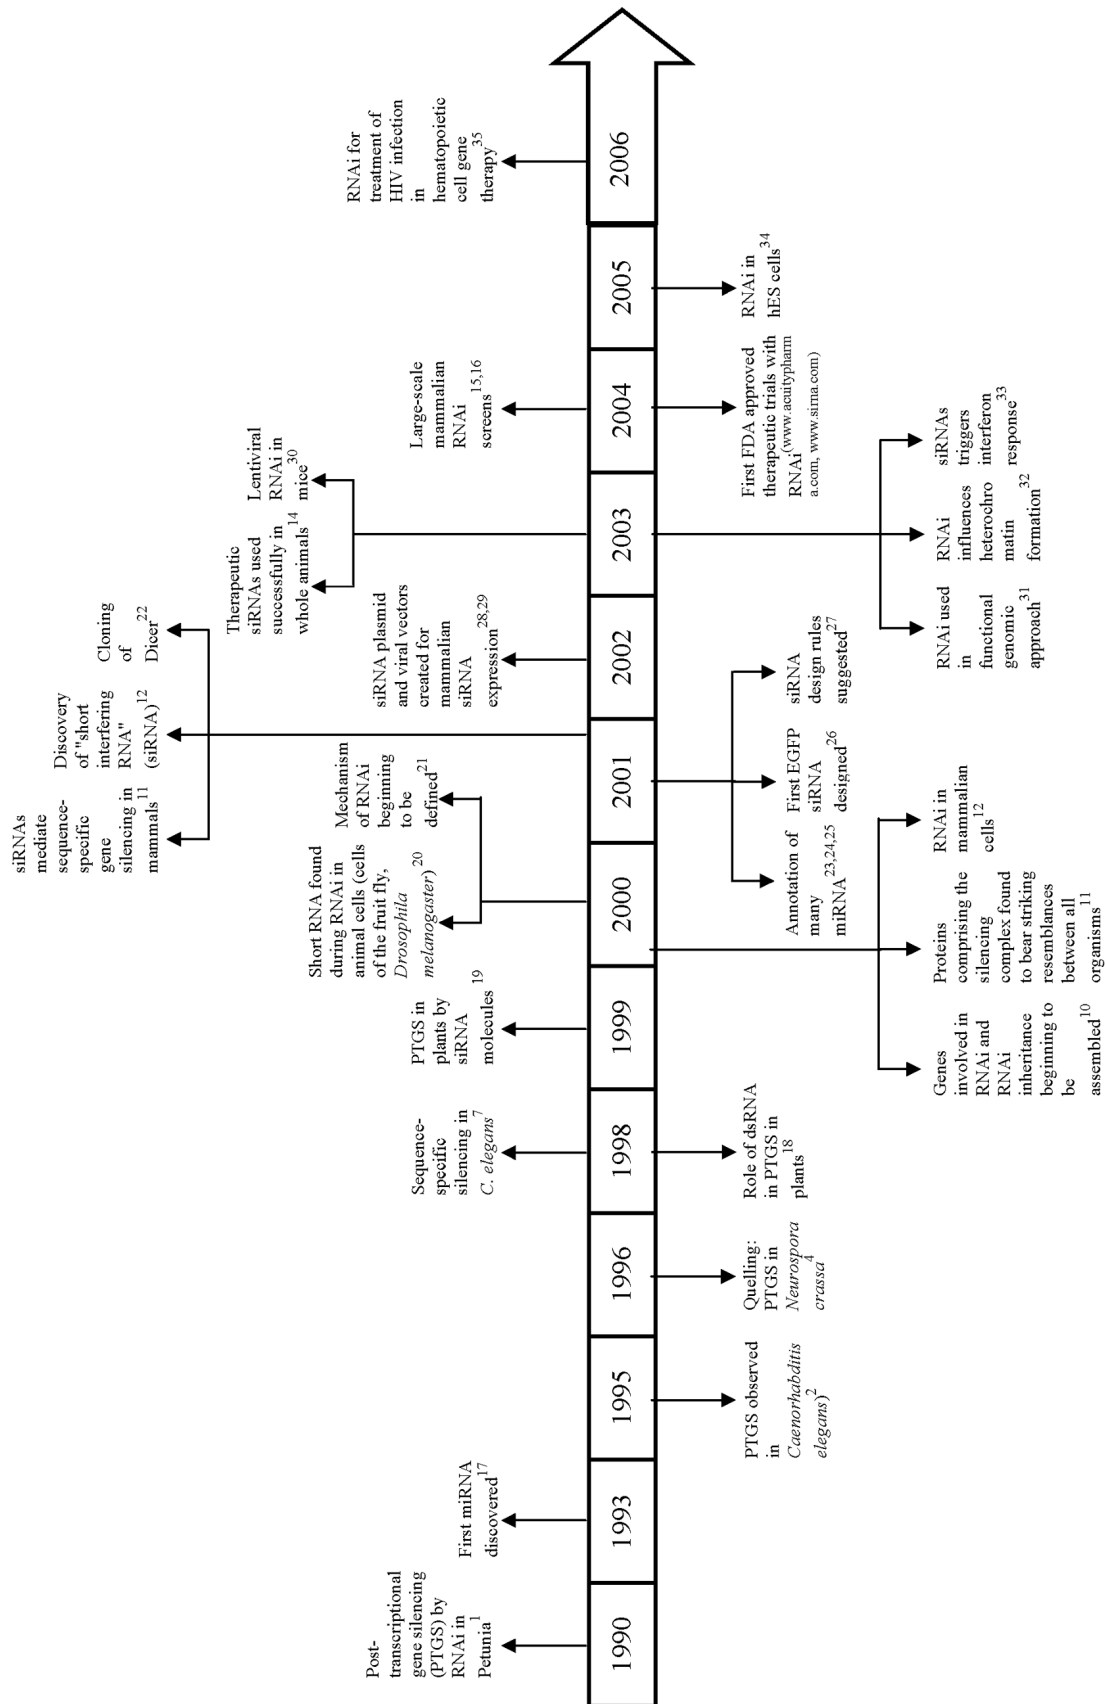 siRNAs
mediate
sequence-
specific
gene
silencing in
mammals11
Discovery
of "short
interfering
RNA"
(siRNA)12
Cloning
of
Dicer22
Therapeutic
siRNAs used
successfully in
whole animals14
Lentiviral
RNAi in
mice30
Post-
transcriptional
gene silencing
(PTGS) by
RNAi in
Petunia1
First miRNA
discovered17
Sequence-
specific
silencing in
C. elegans7
PTGS in
plants by
siRNA
molecules19
Short RNA found
during RNAi in
animal cells (cells
of the fruit fly,
Drosophila
melanogaster)20
Mechanism
of RNAi
beginning
to be
defined21
siRNA plasmid
and viral vectors
created for
mammalian
siRNA
expression28,29
Large-scale
mammalian
RNAi
screens15,16
RNAi for
treatment of
HIV infection
in
hematopoietic
cell gene
therapy35
1990
1993
1995
1996
1998
1999
2000
2001
2002
2003
2004
2005
2006
PTGS observed
in
Caenorhabditis
elegans)2
Quelling:
PTGS in
Neurospora
crassa4
Role of dsRNA
in PTGS in
plants18
Annotation of
many
miRNA23,24,25
First EGFP
siRNA
designed26
siRNA
design rules
suggested27
First FDA approved
therapeutic trials with
RNAi(www.acuitypharm
a.com, www.sirna.com)
RNAi in
hES cells34
Genes
involved in
RNAi and
RNAi
inheritance
beginning to
be
assembled10
Proteins
comprising the
silencing
complex found
to bear striking
resemblances
between all
organisms11
RNAi in
mammalian
cells12
RNAi used
in
functional
genomic
approach31
RNAi
influences
heterochro
matin
formation32
siRNAs
triggers
interferon
response33